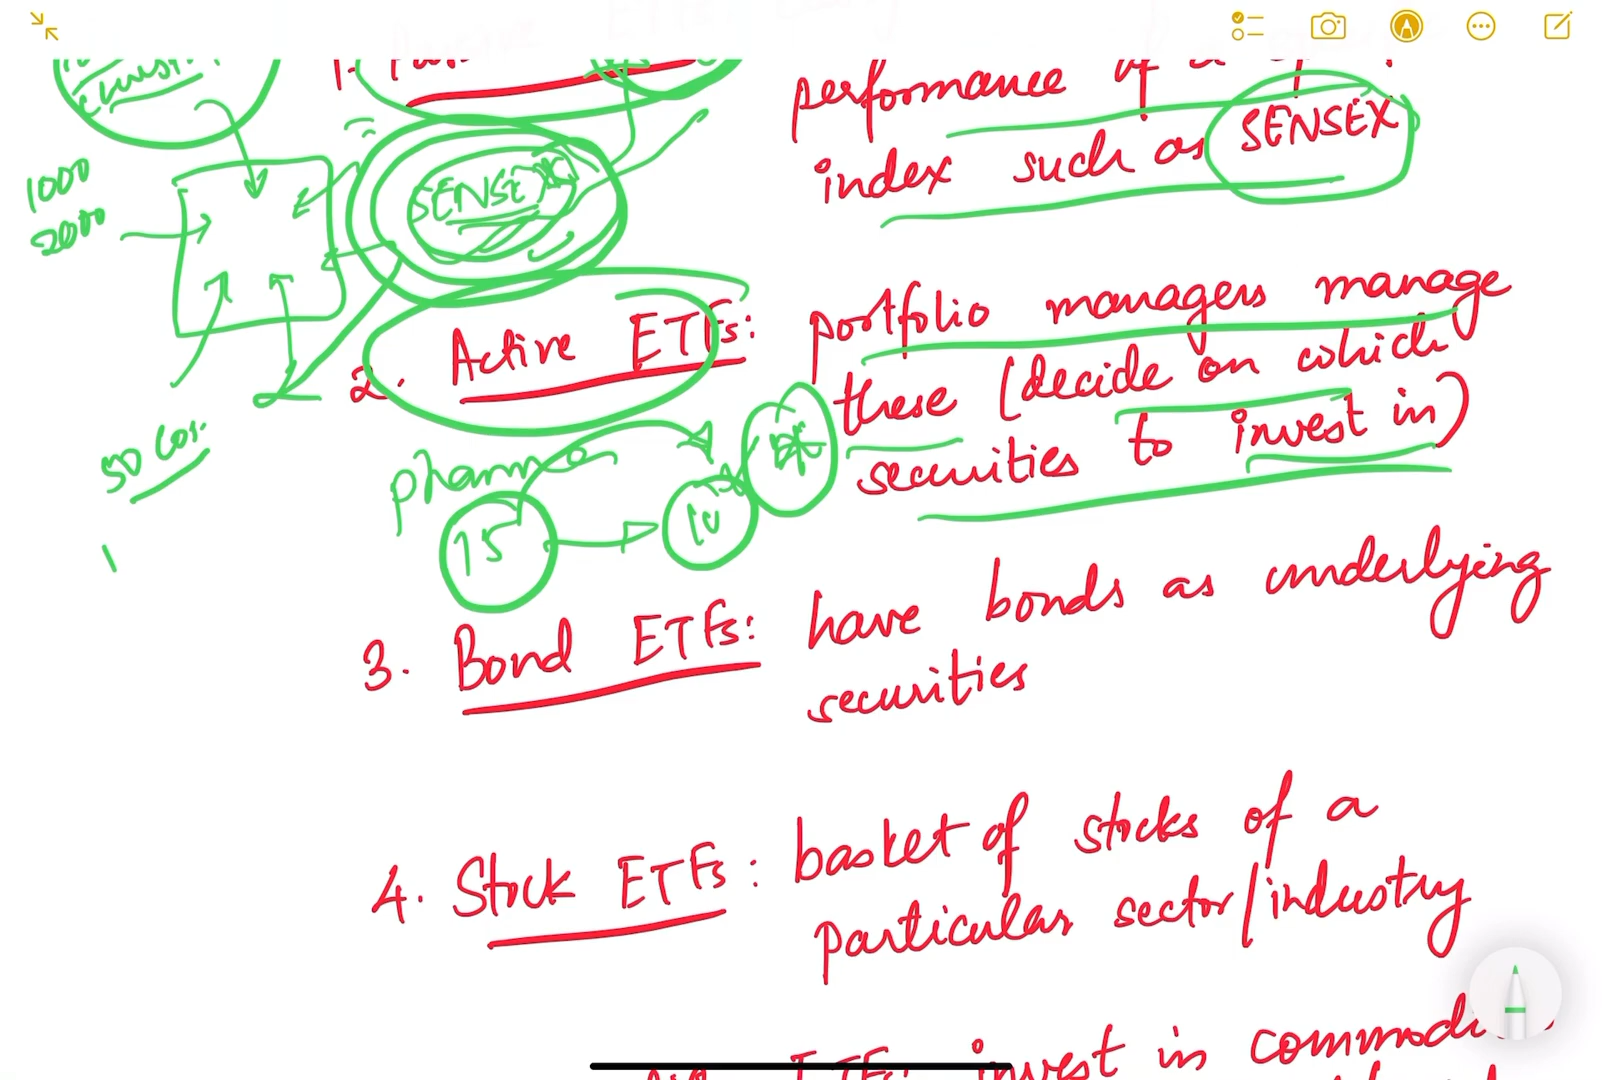 performance of a
index such as SENSEX
SENSEX
1000
2000
2. Active ETFs: portfolio managers manage
these (decide on which
securities to invest in)
50 cos.
pharma
15
10
3. Bond ETFs: have bonds as underlying
securities
4. Stock ETFs: basket of stocks of a
particular sector/industry
invest in